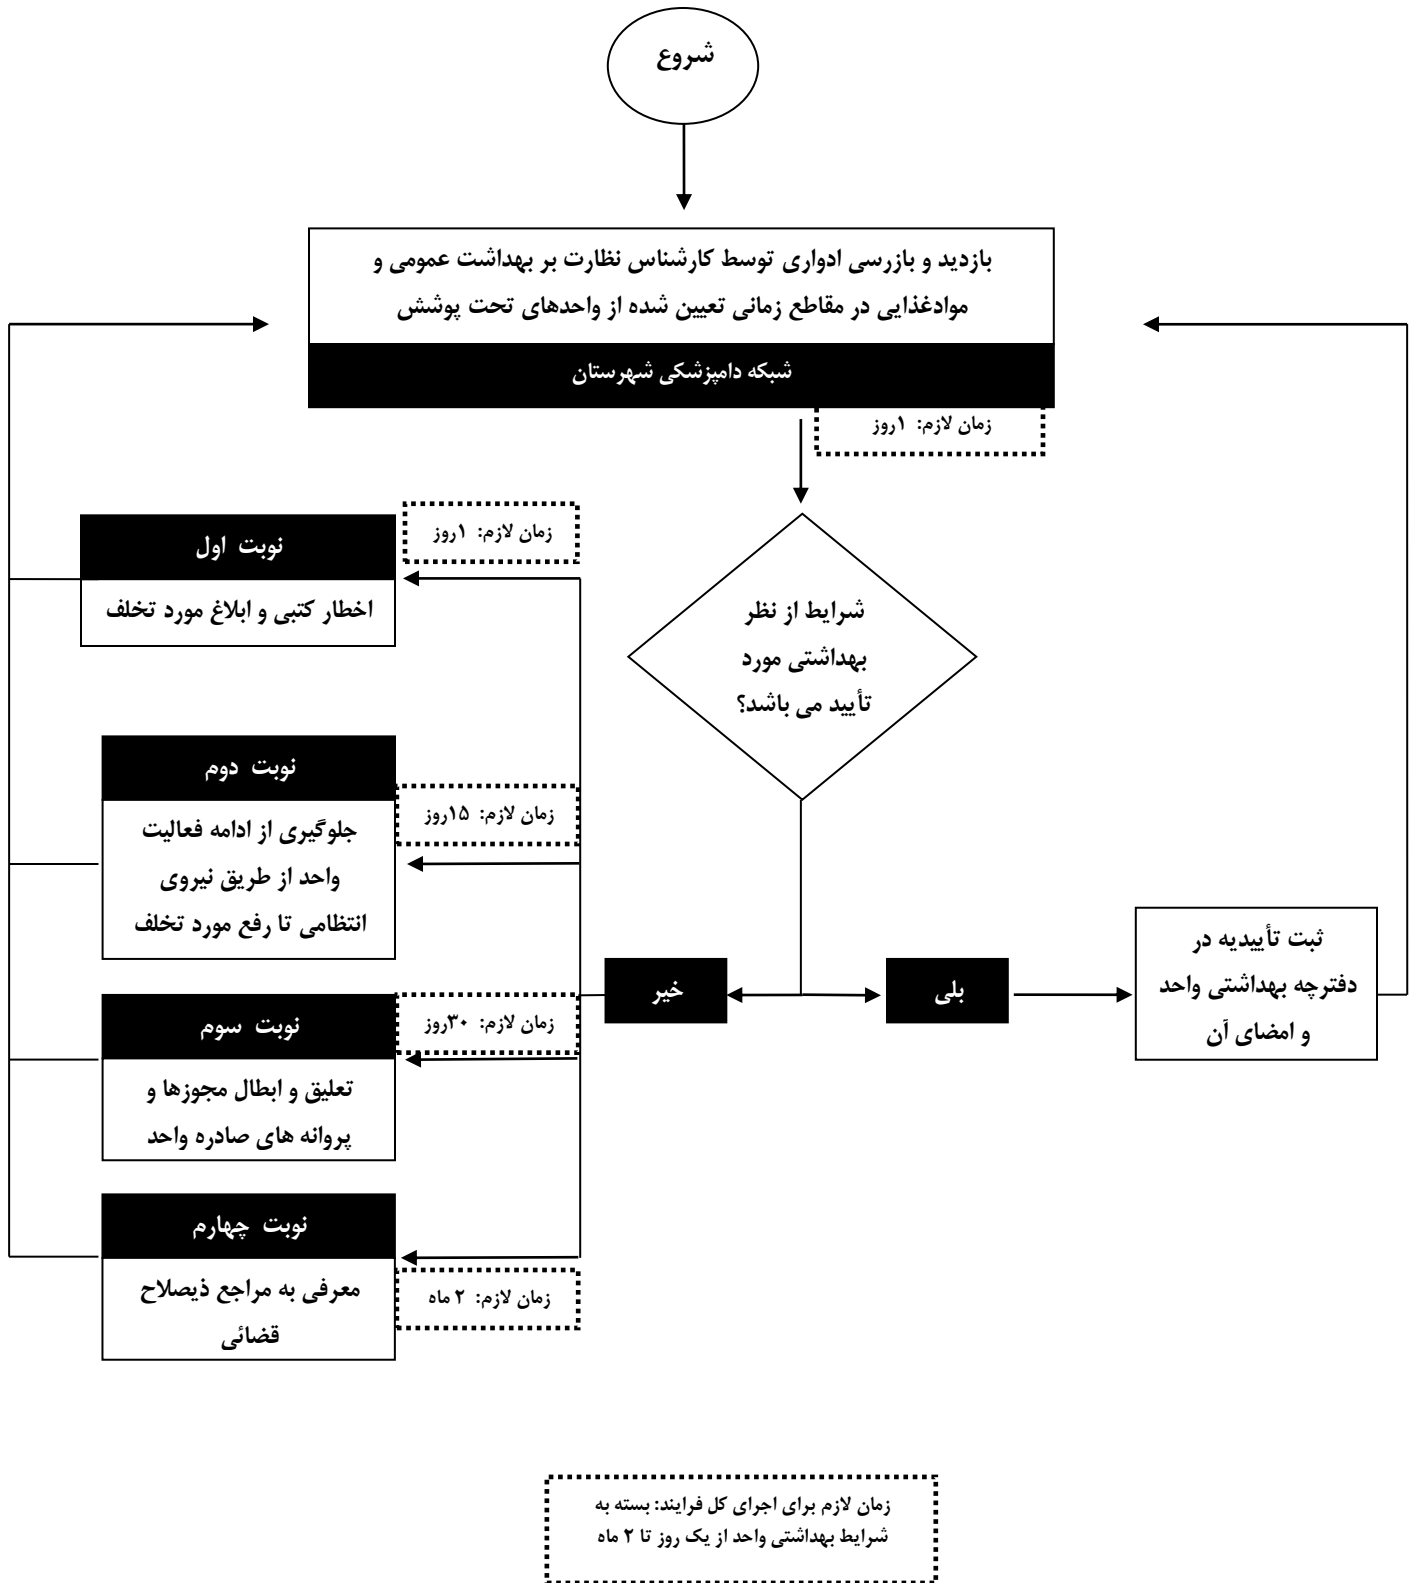 شروع
بازدید و بازرسی ادواری توسط کارشناس نظارت بر بهداشت عمومی و
موادغذایی در مقاطع زمانی تعیین شده از واحدهای تحت پوشش
شبکه دامپزشکی شهرستان
زمان لازم: ۱روز
شرایط از نظر
بهداشتی مورد
تأیید می باشد؟
بلی
ثبت تأییدیه در
دفترچه بهداشتی واحد
و امضای آن
خیر
زمان لازم: ۱روز
نوبت اول
اخطار کتبی و ابلاغ مورد تخلف
زمان لازم: ۱۵روز
نوبت دوم
جلوگیری از ادامه فعالیت
واحد از طریق نیروی
انتظامی تا رفع مورد تخلف
زمان لازم: ۳۰روز
نوبت سوم
تعلیق و ابطال مجوزها و
پروانه های صادره واحد
نوبت چهارم
معرفی به مراجع ذیصلاح
قضائی
زمان لازم: ۲ ماه
زمان لازم برای اجرای کل فرایند: بسته به
شرایط بهداشتی واحد از یک روز تا ۲ ماه